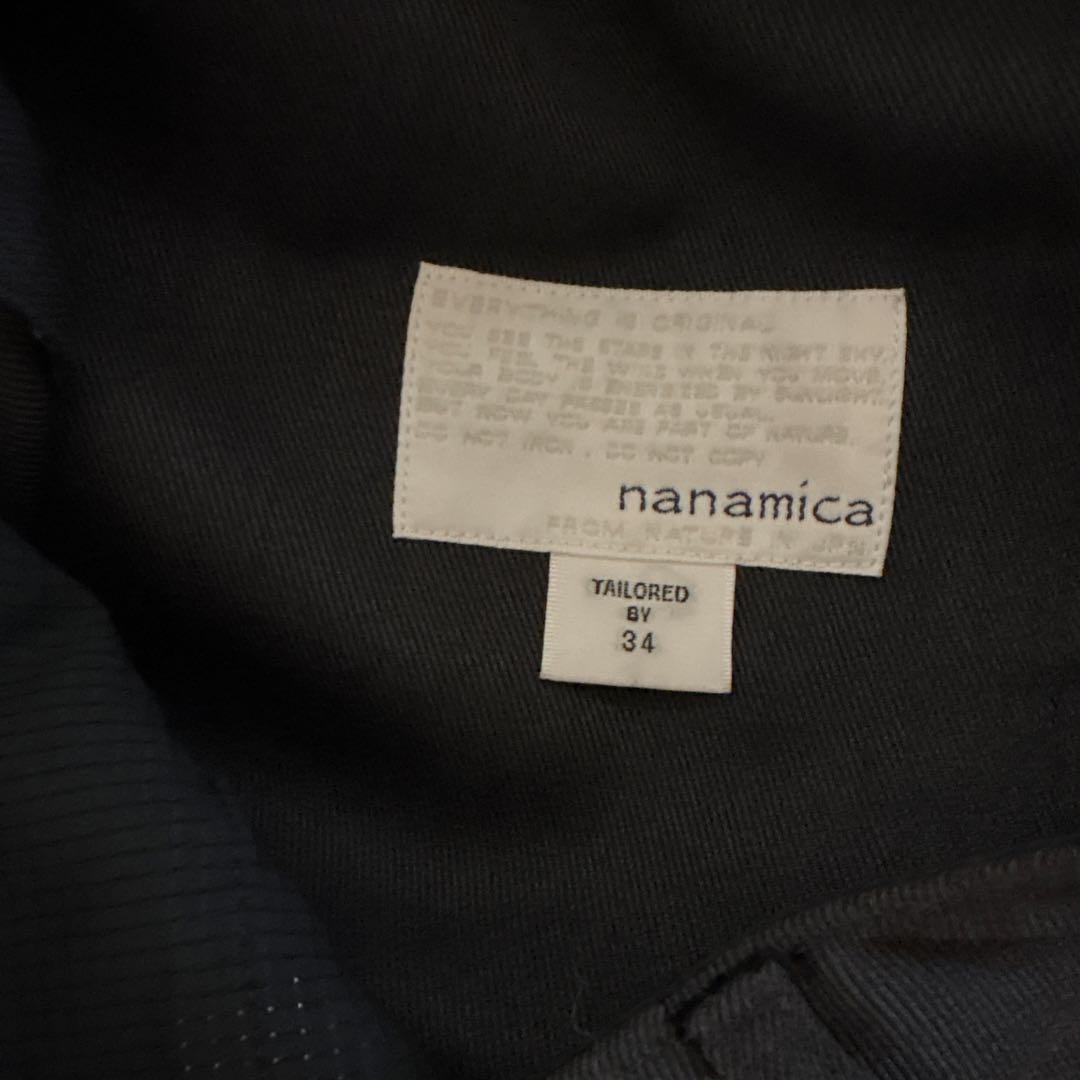 EVERYTHING IS ORGINAL
YOU SEE THE STARS IN THE NIGHT SKY.
YOU FEEL THE WIND WHEN YOU MOVE.
YOUR BODY IS ENERGIZED BY SUNLIGHT.
EVERY DAY PASSES AS USUAL.
BUT NOW YOU ARE PART OF NATURE.
DO NOT IRON , DO NOT COPY
nanamica
FROM NATURE JPN
TAILORED
BY
34